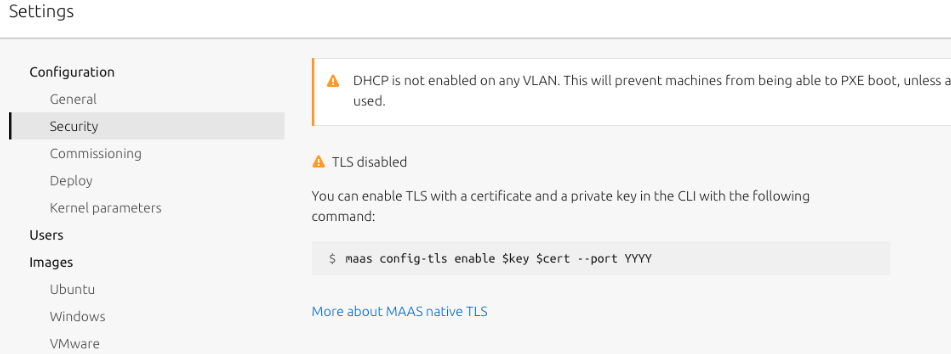 Settings
Configuration
General
Security
Commissioning
Deploy
Kernel parameters
Users
Images
Ubuntu
Windows
VMware
DHCP is not enabled on any VLAN. This will prevent machines from being able to PXE boot, unless a
used.
TLS disabled
You can enable TLS with a certificate and a private key in the CLI with the following
command:
$ maas config-tls enable $key $cert --port YYYY
More about MAAS native TLS